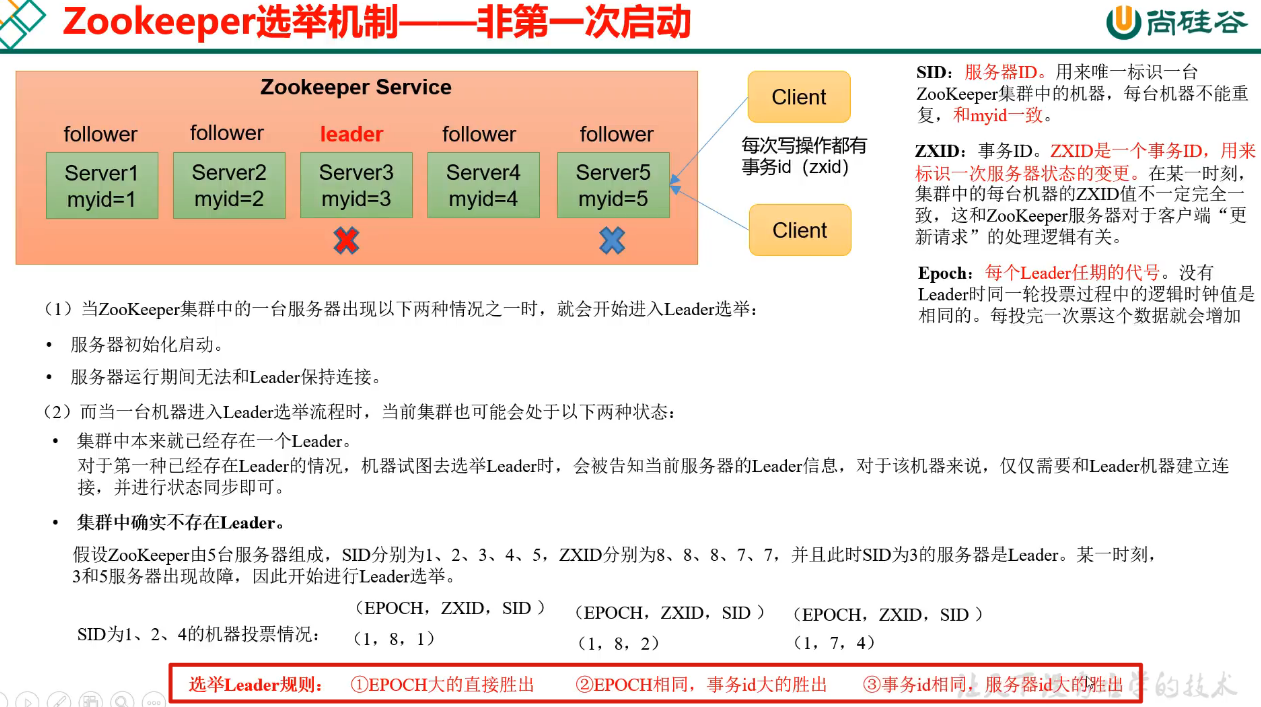 Zookeeper选举机制——非第一次启动
尚硅谷
Zookeeper Service
follower
follower
leader
follower
follower
Server1
myid=1
Server2
myid=2
Server3
myid=3
Server4
myid=4
Server5
myid=5
Client
每次写操作都有
事务id（zxid）
Client
SID：服务器ID。用来唯一标识一台
ZooKeeper集群中的机器，每台机器不能重
复，和myid一致。
ZXID：事务ID。ZXID是一个事务ID，用来
标识一次服务器状态的变更。在某一时刻，
集群中的每台机器的ZXID值不一定完全一
致，这和ZooKeeper服务器对于客户端“更
新请求”的处理逻辑有关。
Epoch：每个Leader任期的代号。没有
Leader时同一轮投票过程中的逻辑时钟值是
相同的。每投完一次票这个数据就会增加
（1）当ZooKeeper集群中的一台服务器出现以下两种情况之一时，就会开始进入Leader选举：
• 服务器初始化启动。
• 服务器运行期间无法和Leader保持连接。
（2）而当一台机器进入Leader选举流程时，当前集群也可能会处于以下两种状态：
• 集群中本来就已经存在一个Leader。
对于第一种已经存在Leader的情况，机器试图去选举Leader时，会被告知当前服务器的Leader信息，对于该机器来说，仅仅需要和Leader机器建立连
接，并进行状态同步即可。
• 集群中确实不存在Leader。
假设ZooKeeper由5台服务器组成，SID分别为1、2、3、4、5，ZXID分别为8、8、8、7、7，并且此时SID为3的服务器是Leader。某一时刻，
3和5服务器出现故障，因此开始进行Leader选举。
（EPOCH，ZXID，SID ） （EPOCH，ZXID，SID ） （EPOCH，ZXID，SID ）
SID为1、2、4的机器投票情况： （1，8，1） （1，8，2） （1，7，4）
选举Leader规则： ①EPOCH大的直接胜出 ②EPOCH相同，事务id大的胜出 ③事务id相同，服务器id大的胜出
的技术